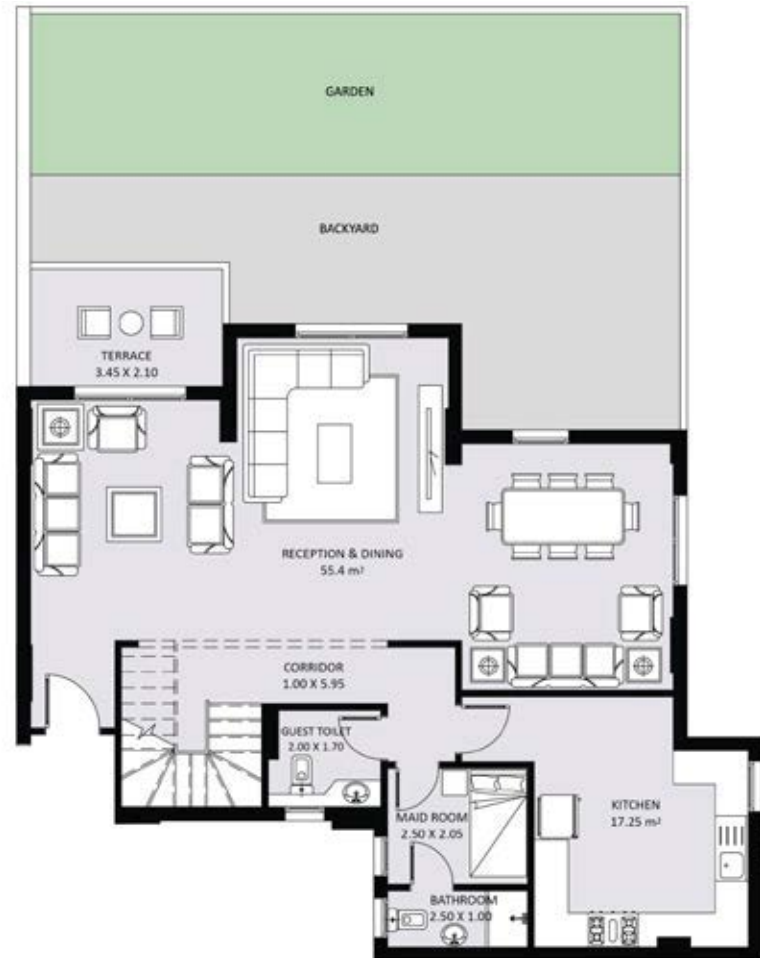 GARDEN
BACKYARD
TERRACE
3.45 X 2.10
RECEPTION & DINING
55.4 m²
CORRIDOR
1.00 X 5.95
GUEST TOILET
2.00 X 1.70
KITCHEN
17.25 m²
MAID ROOM
2.50 X 2.05
BATHROOM
2.50 X 1.00